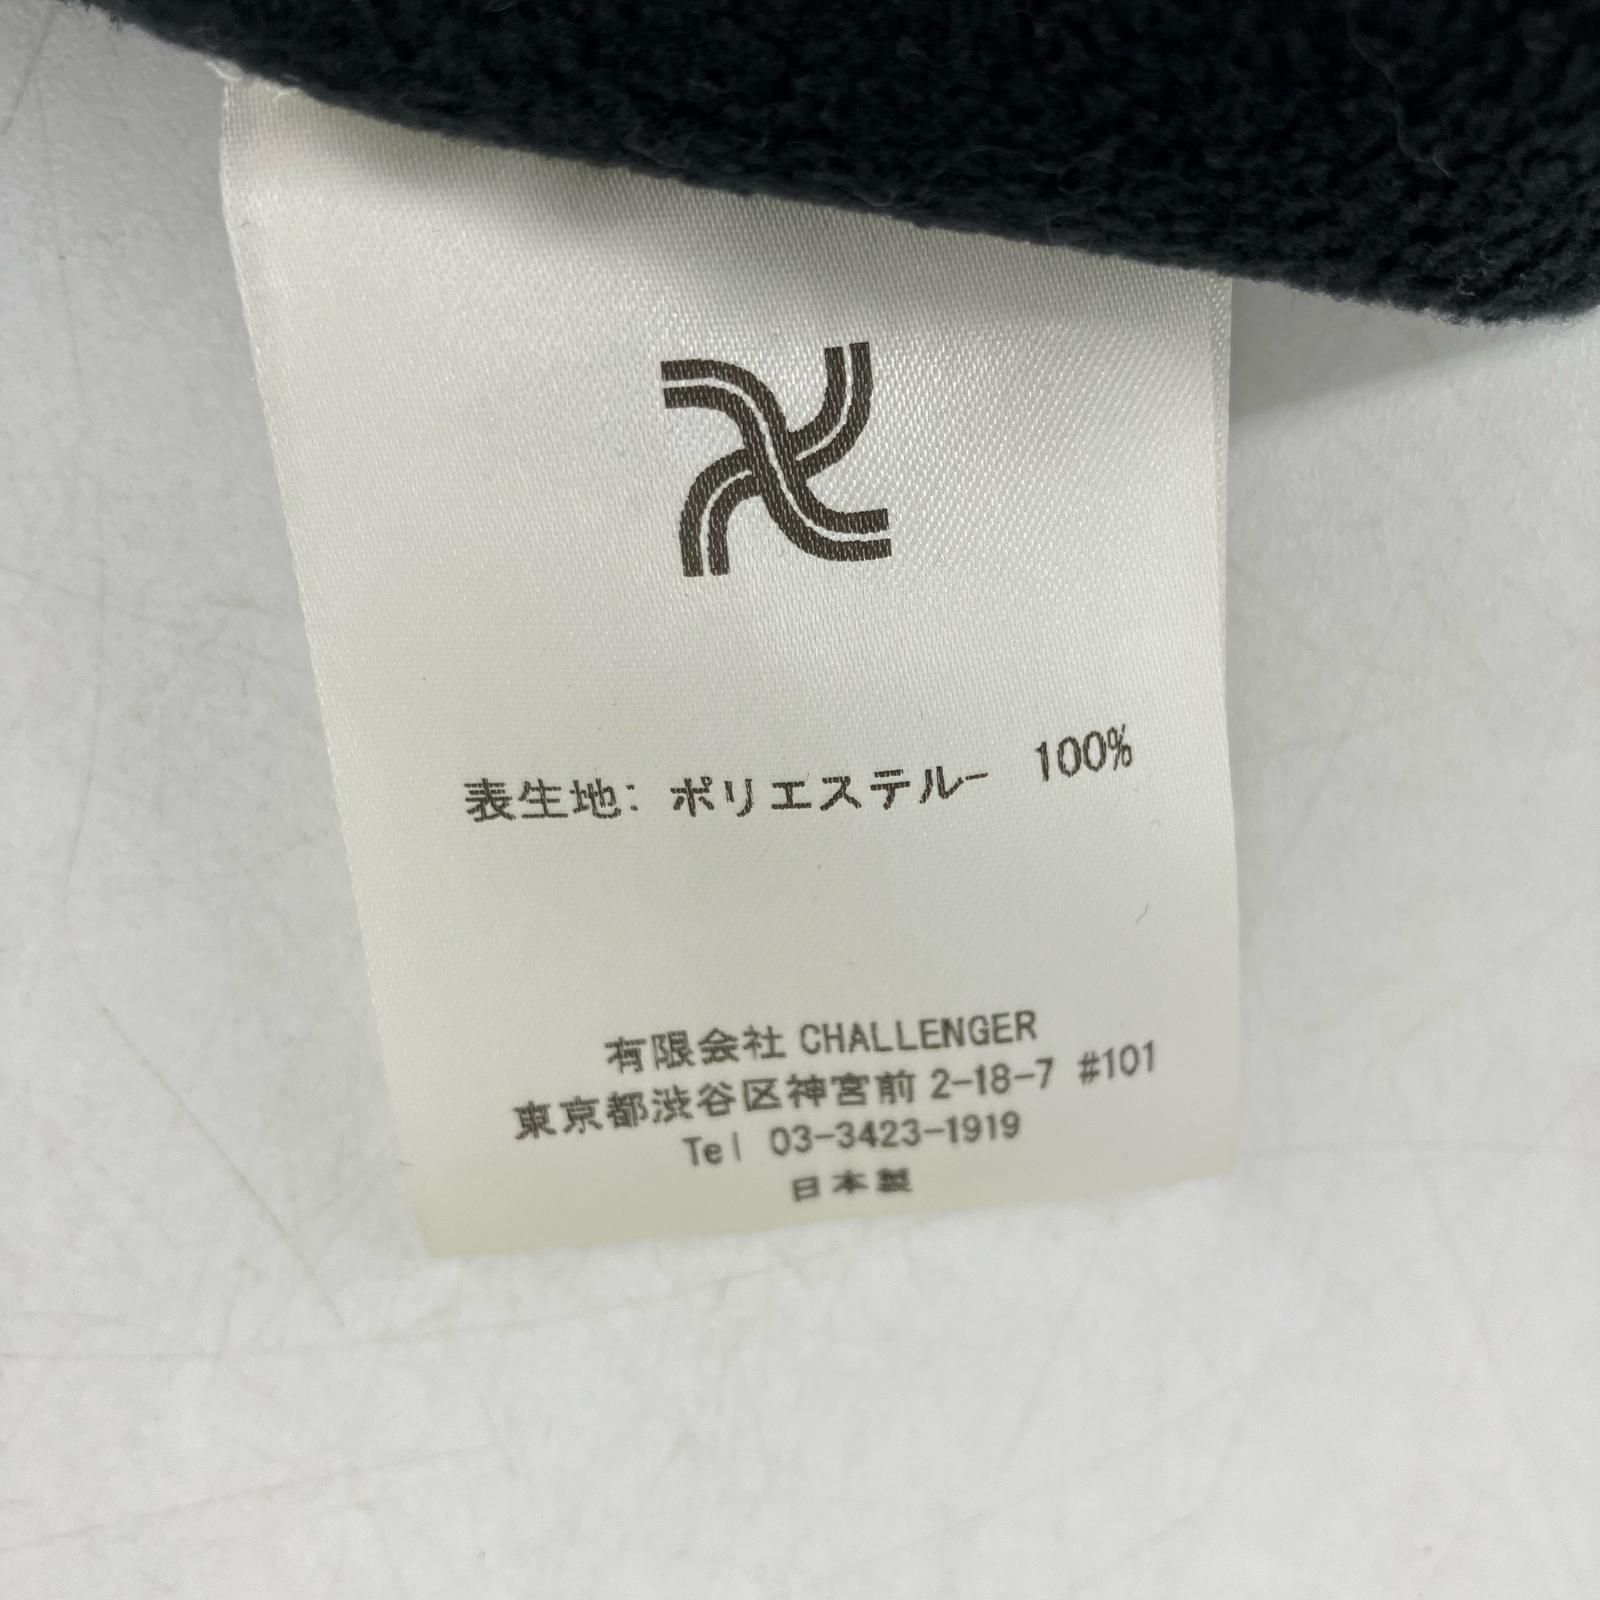 表生地: ポリエステルー 100%
有限会社 CHALLENGER
東京都渋谷区神宮前 2-18-7 #101
Tel 03-3423-1919
日本製